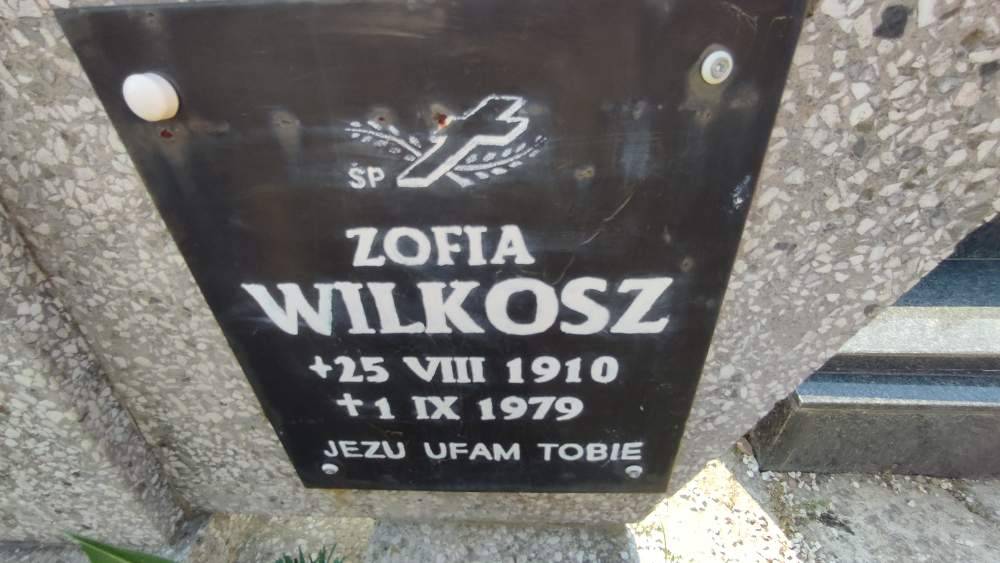 ŚP
ZOFIA
WILKOSZ
+25 VIII 1910
+1 IX 1979
JEZU UFAM TOBIE